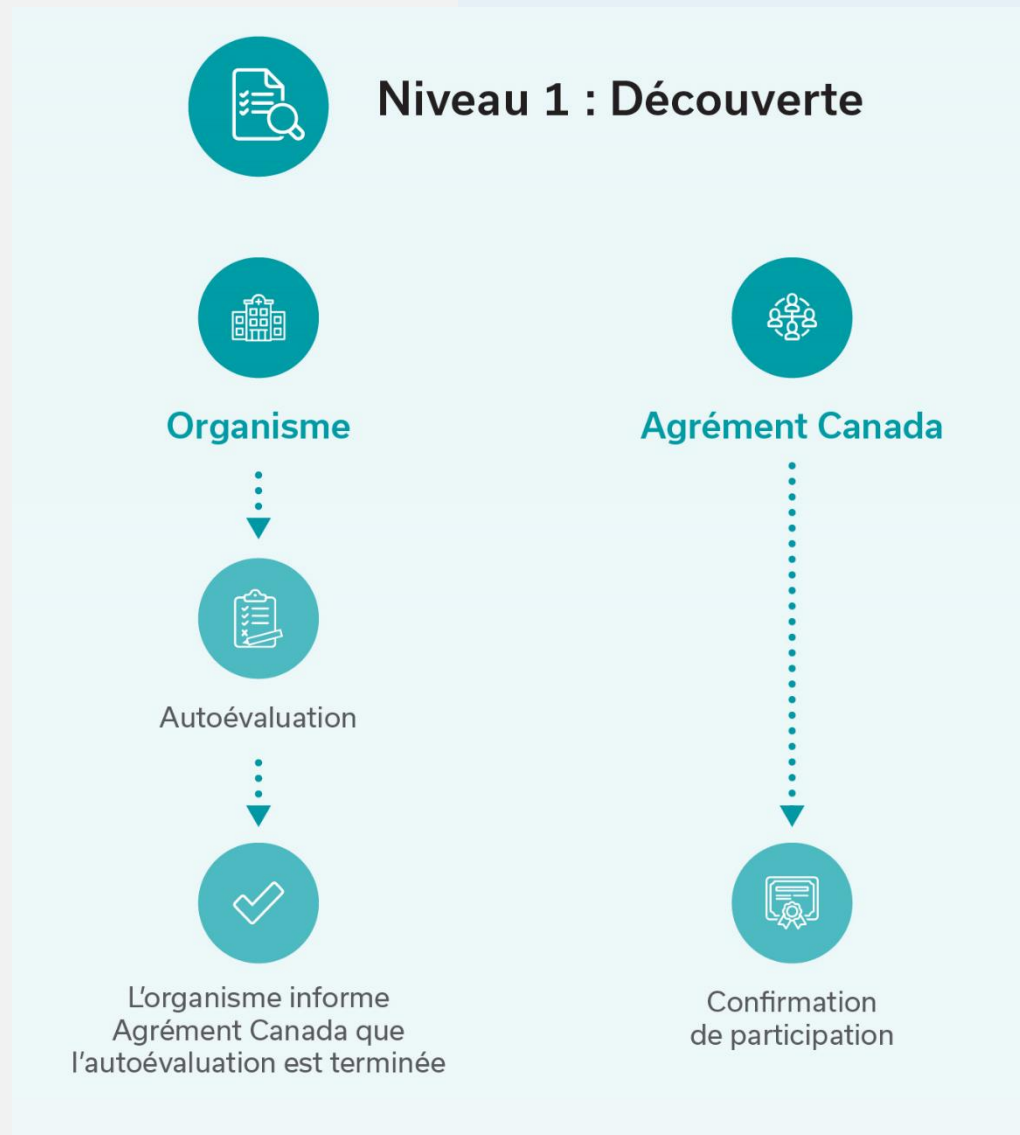 Niveau 1 : Découverte
Organisme
Agrément Canada
Autoévaluation
L'organisme informe
Agrément Canada que
l'autoévaluation est terminée
Confirmation
de participation